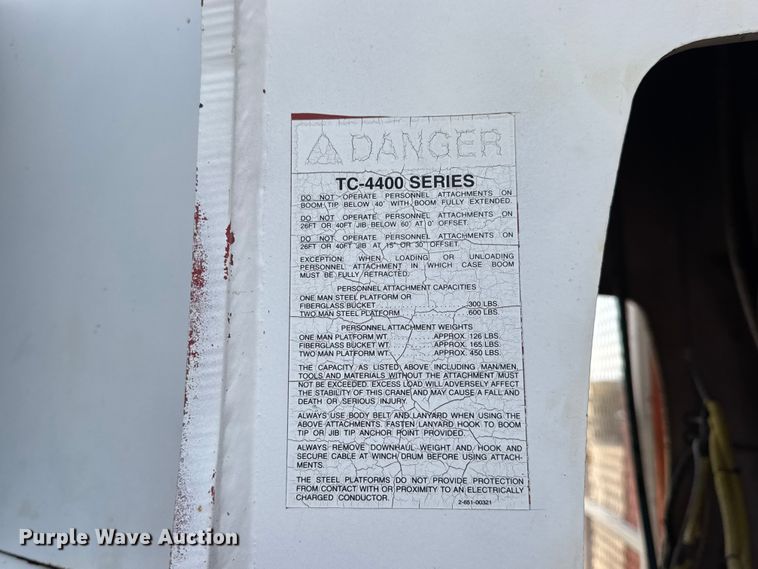 DANGER
TC-4400 SERIES
DO NOT OPERATE PERSONNEL ATTACHMENTS ON
BOOM TIP BELOW 40° WITH BOOM FULLY EXTENDED.
DO NOT OPERATE PERSONNEL ATTACHMENTS ON
26FT OR 40FT JIB BELOW 60° AT 0° OFFSET.
DO NOT OPERATE PERSONNEL ATTACHMENTS ON
26FT OR 40FT JIB AT 15° OR 30° OFFSET.
EXCEPTION: WHEN LOADING OR UNLOADING
PERSONNEL ATTACHMENT IN WHICH CASE BOOM
MUST BE FULLY RETRACTED.
PERSONNEL ATTACHMENT CAPACITIES
ONE MAN STEEL PLATFORM OR
FIBERGLASS BUCKET 300 LBS.
TWO MAN STEEL PLATFORM 600 LBS.
PERSONNEL ATTACHMENT WEIGHTS
ONE MAN PLATFORM WT. APPROX. 126 LBS.
FIBERGLASS BUCKET WT. APPROX. 165 LBS.
TWO MAN PLATFORM WT. APPROX. 450 LBS.
THE CAPACITY AS LISTED ABOVE INCLUDING MAN/MEN,
TOOLS AND MATERIALS WITHOUT THE ATTACHMENT MUST
NOT BE EXCEEDED. EXCESS LOAD WILL ADVERSELY AFFECT
THE STABILITY OF THIS CRANE AND MAY CAUSE A FALL AND
DEATH OR SERIOUS INJURY.
ALWAYS USE BODY BELT AND LANYARD WHEN USING THE
ABOVE ATTACHMENTS. FASTEN LANYARD HOOK TO BOOM
TIP OR JIB TIP ANCHOR POINT PROVIDED.
ALWAYS REMOVE DOWNHAUL WEIGHT AND HOOK AND
SECURE CABLE AT WINCH DRUM BEFORE USING ATTACH-
MENTS.
THE STEEL PLATFORMS DO NOT PROVIDE PROTECTION
FROM CONTACT WITH OR PROXIMITY TO AN ELECTRICALLY
CHARGED CONDUCTOR.
2-851-00321
Purple Wave Auction